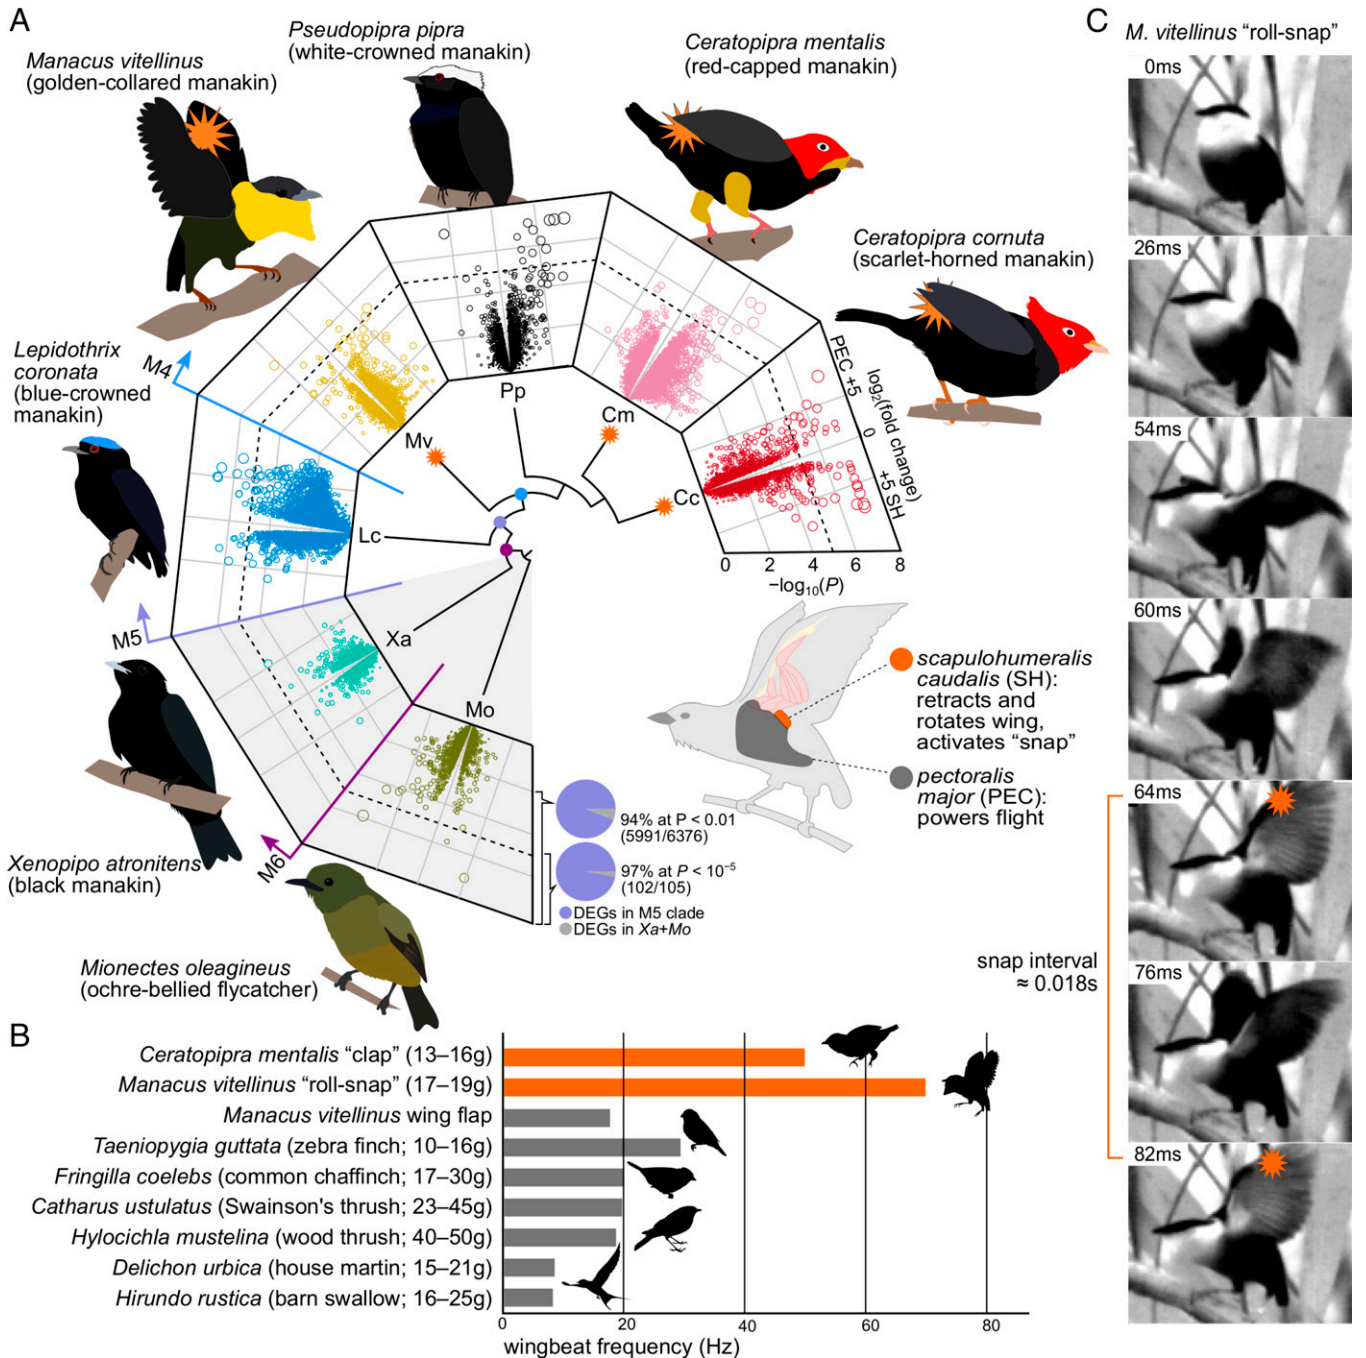 A
Manacus vitellinus
(golden-collared manakin)
Pseudopipra pipra
(white-crowned manakin)
Ceratopipra mentalis
(red-capped manakin)
Ceratopipra cornuta
(scarlet-horned manakin)
Lepidothrix
coronata
(blue-crowned
manakin)
Xenopipo atronitens
(black manakin)
Mionectes oleagineus
(ochre-bellied flycatcher)
M4
M5
M6
Mv
Pp
Cm
Cc
Lc
Xa
Mo
PEC +5
0
+5 SH
log2(fold change)
0 2 4 6 8
−log10(P)
scapulohumeralis
caudalis (SH):
retracts and
rotates wing,
activates “snap”
pectoralis
major (PEC):
powers flight
94% at P < 0.01
(5991/6376)
97% at P < 10⁻⁵
(102/105)
DEGs in M5 clade
DEGs in Xa+Mo
B
Ceratopipra mentalis “clap” (13–16g)
Manacus vitellinus “roll-snap” (17–19g)
Manacus vitellinus wing flap
Taeniopygia guttata (zebra finch; 10–16g)
Fringilla coelebs (common chaffinch; 17–30g)
Catharus ustulatus (Swainson's thrush; 23–45g)
Hylocichla mustelina (wood thrush; 40–50g)
Delichon urbica (house martin; 15–21g)
Hirundo rustica (barn swallow; 16–25g)
0 20 40 60 80
wingbeat frequency (Hz)
C
M. vitellinus “roll-snap”
0ms
26ms
54ms
60ms
64ms
76ms
82ms
snap interval
≈ 0.018s